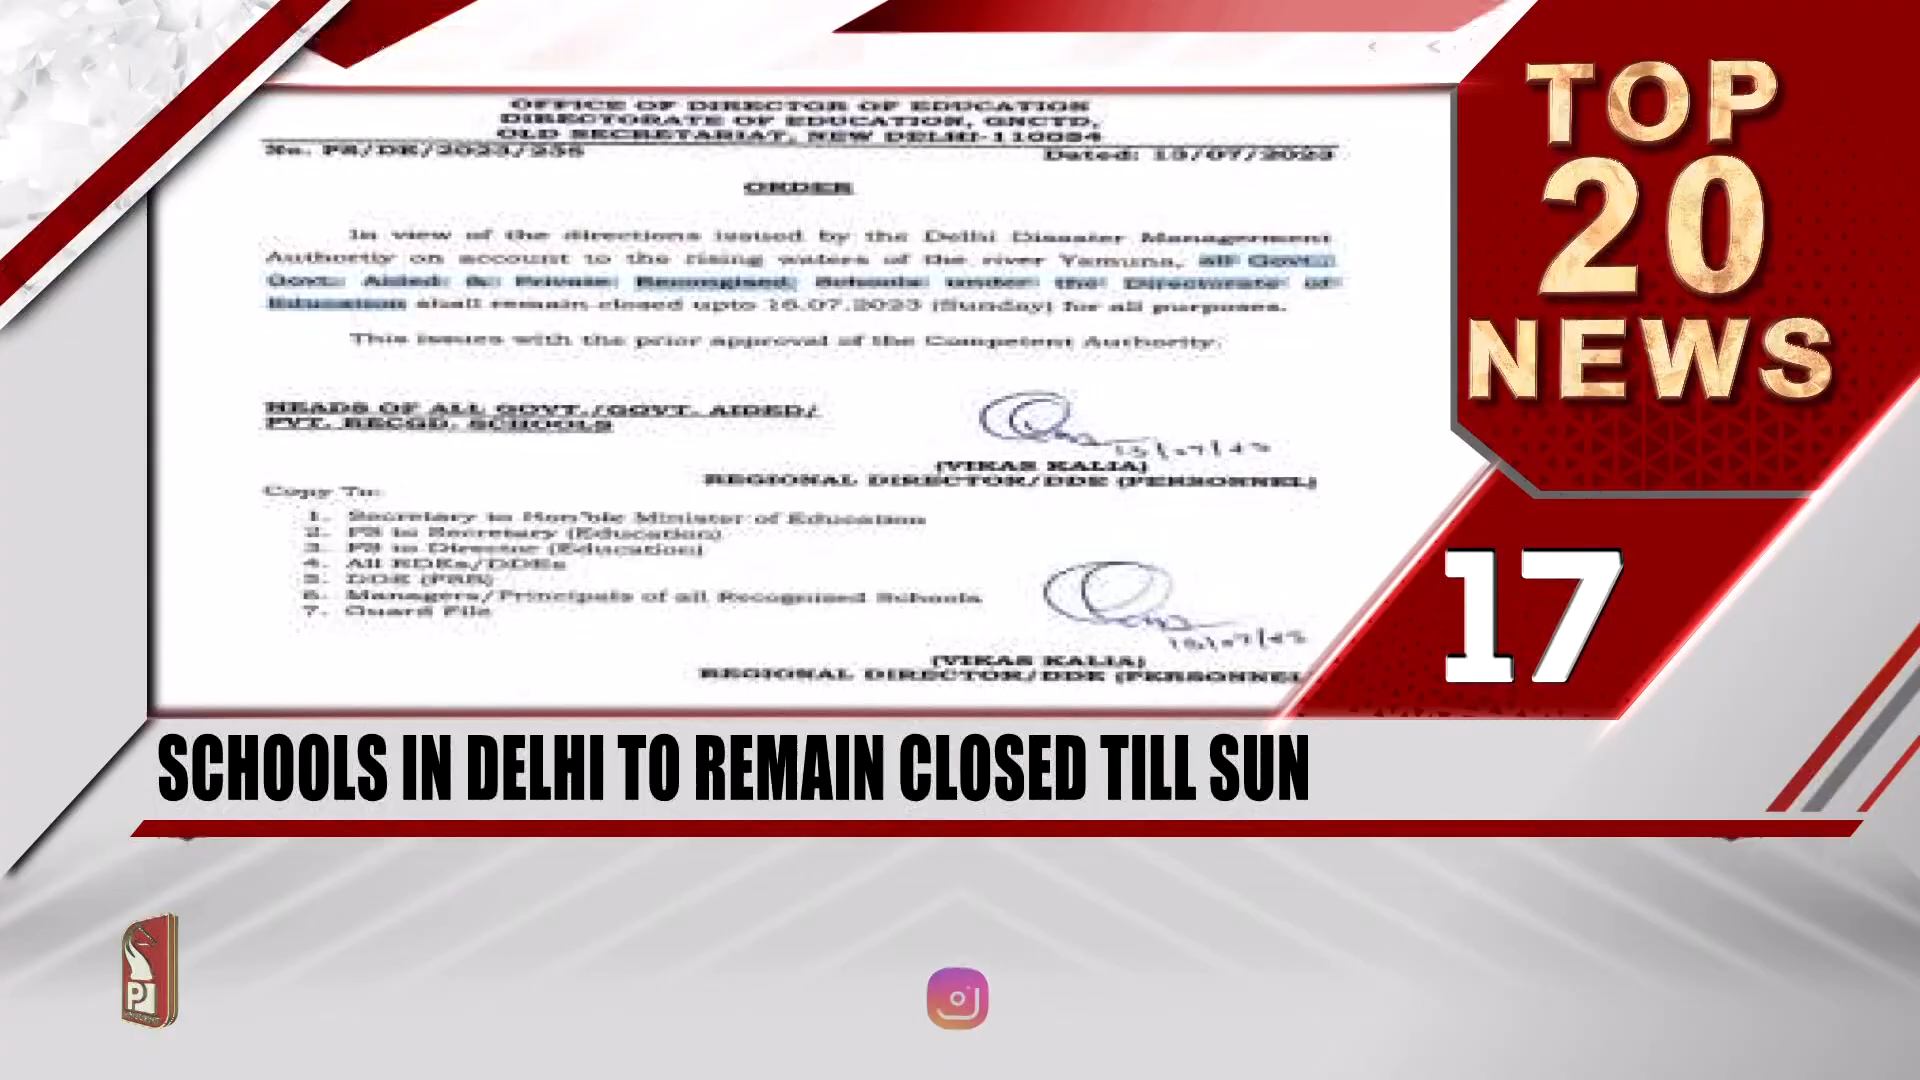 OFFICE OF DIRECTOR OF EDUCATION
DIRECTORATE OF EDUCATION, GNCTD,
OLD SECRETARIAT, NEW DELHI-110054
No. PS/DE/2023/235
Dated: 13/07/2023
ORDER
In view of the directions issued by the Delhi Disaster Management
Authority on account to the rising waters of the river Yamuna, all Govt.,
Govt. Aided & Private Recongised Schools under the Directorate of
Education shall remain closed upto 16.07.2023 (Sunday) for all purposes.
This issues with the prior approval of the Competent Authority.
HEADS OF ALL GOVT./GOVT. AIDED/
PVT. RECGD. SCHOOLS
(VIKAS KALIA)
REGIONAL DIRECTOR/DDE (PERSONNEL)
Copy To:
1. Secretary to Hon'ble Minister of Education
2. PS to Secretary (Education)
3. PS to Director (Education)
4. All RDEs/DDEs
5. DDE (PSB)
6. Managers/Principals of all Recognised Schools
7. Guard File
(VIKAS KALIA)
REGIONAL DIRECTOR/DDE (PERSONNEL
TOP
20
NEWS
17
SCHOOLS IN DELHI TO REMAIN CLOSED TILL SUN